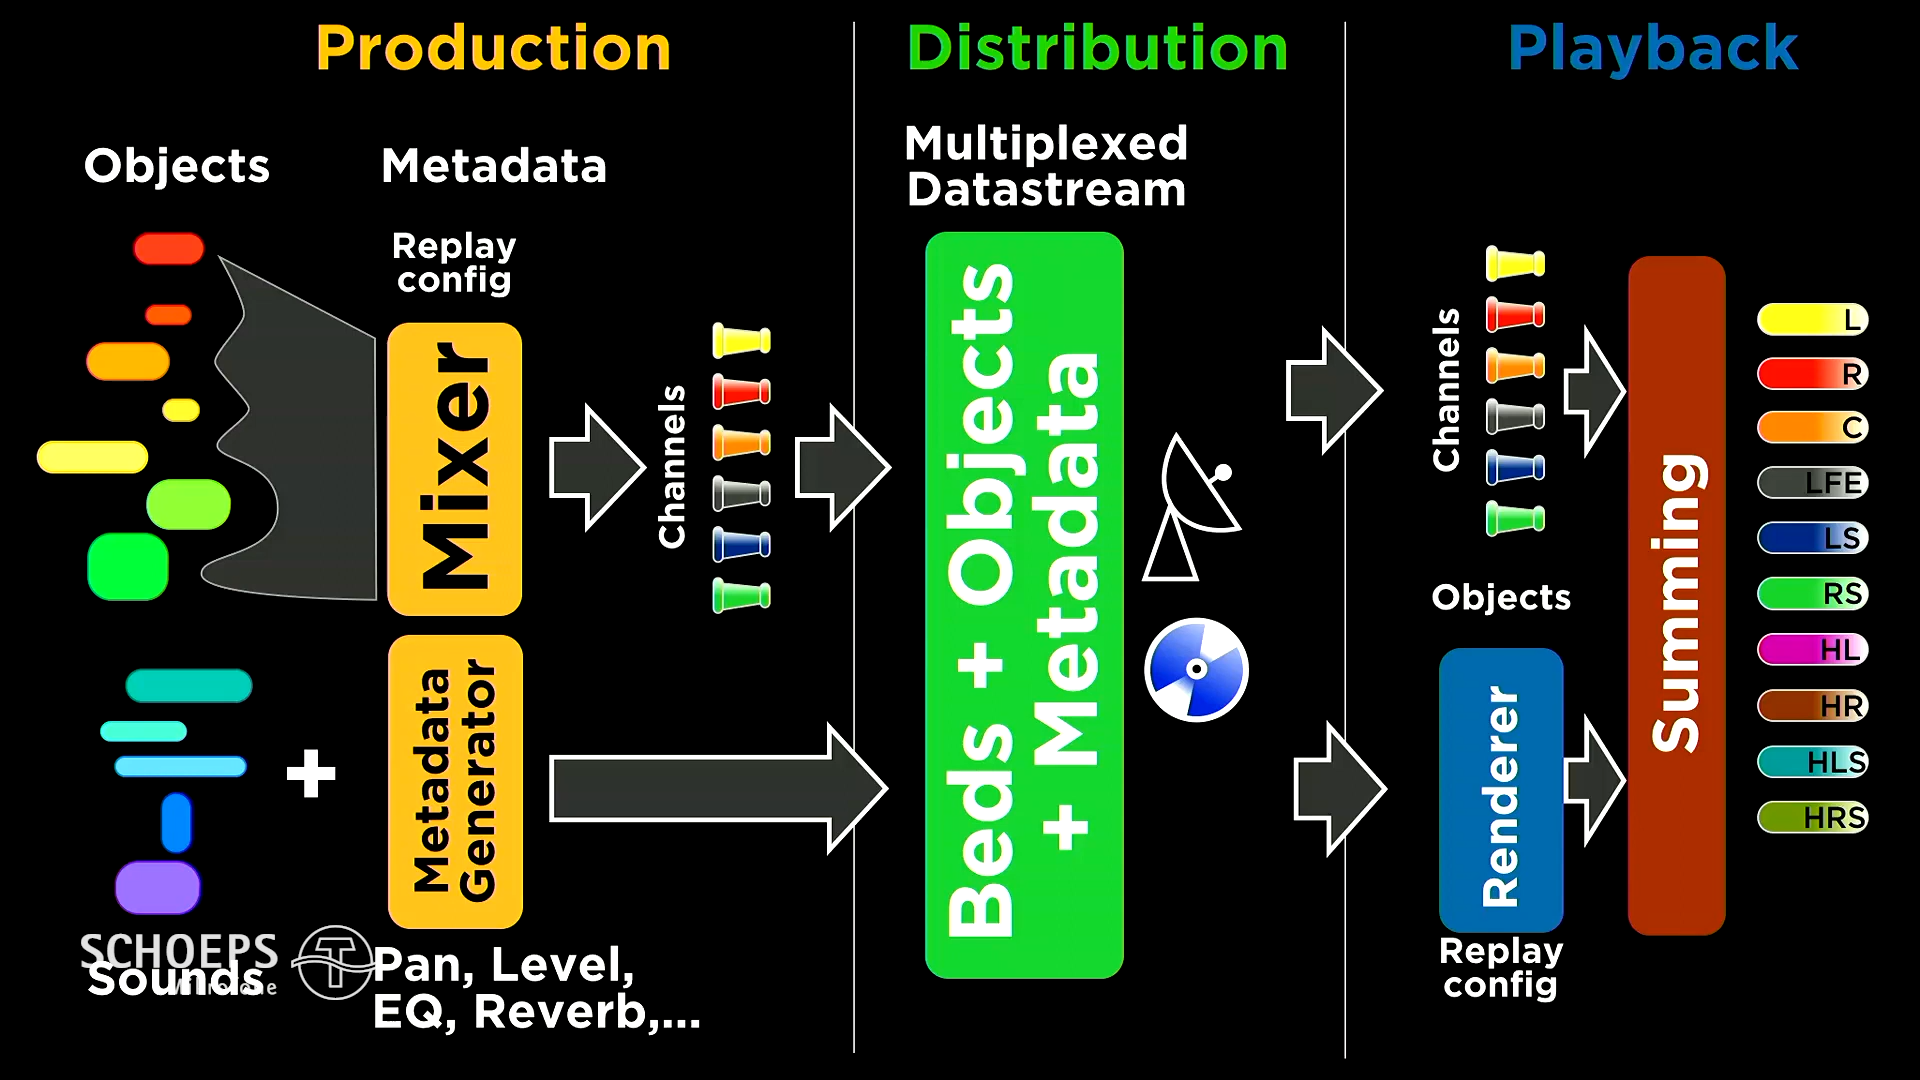 Production
Distribution
Playback
Objects
Metadata
Replay
config
Mixer
Channels
Metadata
Generator
SCHOEPS
Sounds
Pan, Level,
EQ, Reverb,...
Multiplexed
Datastream
Beds + Objects
+ Metadata
Channels
Objects
Renderer
Replay
config
Summing
L
R
C
LFE
LS
RS
HL
HR
HLS
HRS